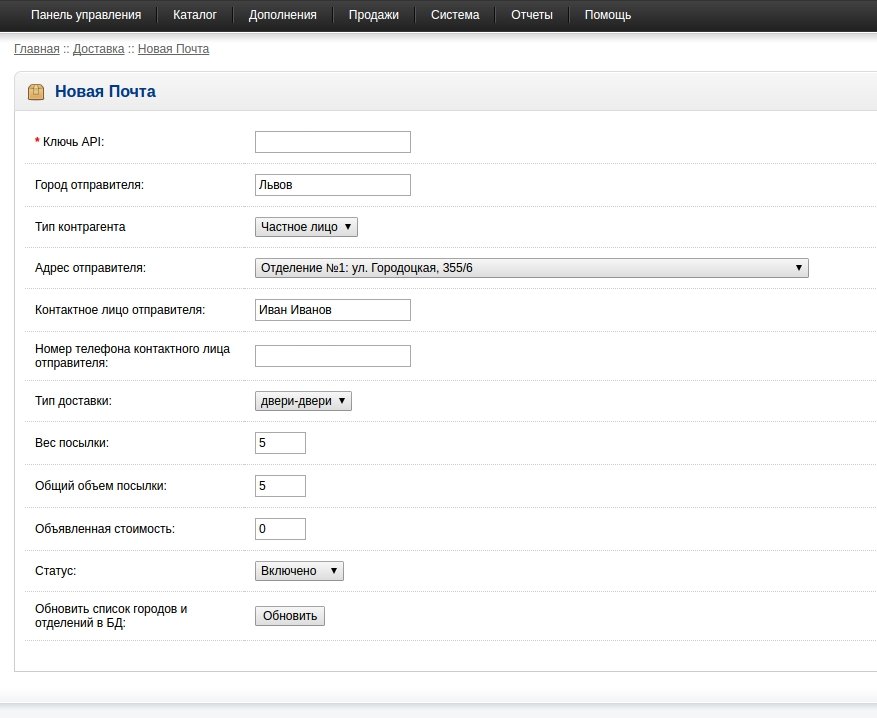 Панель управления Каталог Дополнения Продажи Система Отчеты Помощь
Главная :: Доставка :: Новая Почта
Новая Почта
* Ключь API:
Город отправителя: Львов
Тип контрагента Частное лицо
Адрес отправителя: Отделение №1: ул. Городоцкая, 355/6
Контактное лицо отправителя: Иван Иванов
Номер телефона контактного лица
отправителя:
Тип доставки: двери-двери
Вес посылки: 5
Общий объем посылки: 5
Объявленная стоимость: 0
Статус: Включено
Обновить список городов и
отделений в БД: Обновить